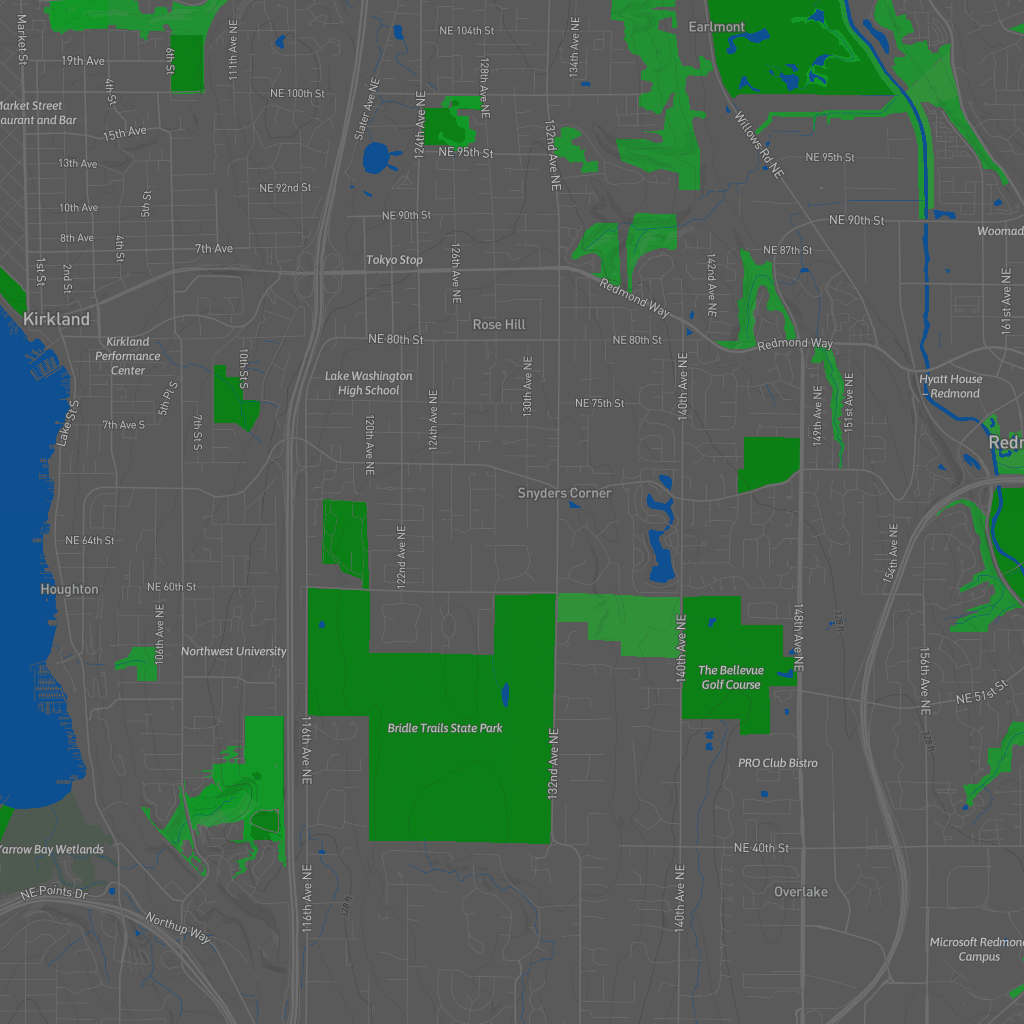 Market St
19th Ave
6th St
111th Ave NE
Slater Ave NE
NE 104th St
134th Ave NE
Earlmont
4th St
NE 100th St
124th Ave NE
128th Ave NE
Market Street
aurant and Bar
15th Ave
132nd Ave NE
Willows Rd NE
NE 95th St
NE 95th St
13th Ave
NE 92nd St
5th St
10th Ave
NE 90th St
NE 90th St
Woomad
8th Ave
4th St
7th Ave
NE 87th St
1st St
2nd St
Tokyo Stop
126th Ave NE
142nd Ave NE
161st Ave NE
Redmond Way
Kirkland
Rose Hill
Kirkland
Performance
Center
NE 80th St
NE 80th St
Redmond Way
10th St S
Lake Washington
High School
130th Ave NE
140th Ave NE
Hyatt House
– Redmond
5th Pl S
149th Ave NE
151st Ave NE
Lake St S
7th Ave S
7th St S
120th Ave NE
124th Ave NE
NE 75th St
Redm
Snyders Corner
NE 64th St
122nd Ave NE
154th Ave NE
Houghton
NE 60th St
106th Ave NE
Northwest University
140th Ave NE
148th Ave NE
328 ft
The Bellevue
Golf Course
156th Ave NE
NE 51st St
116th Ave NE
Bridle Trails State Park
132nd Ave NE
328 ft
PRO Club Bistro
Yarrow Bay Wetlands
NE 40th St
NE Points Dr
116th Ave NE
328 ft
140th Ave NE
Overlake
Northup Way
Microsoft Redmond
Campus